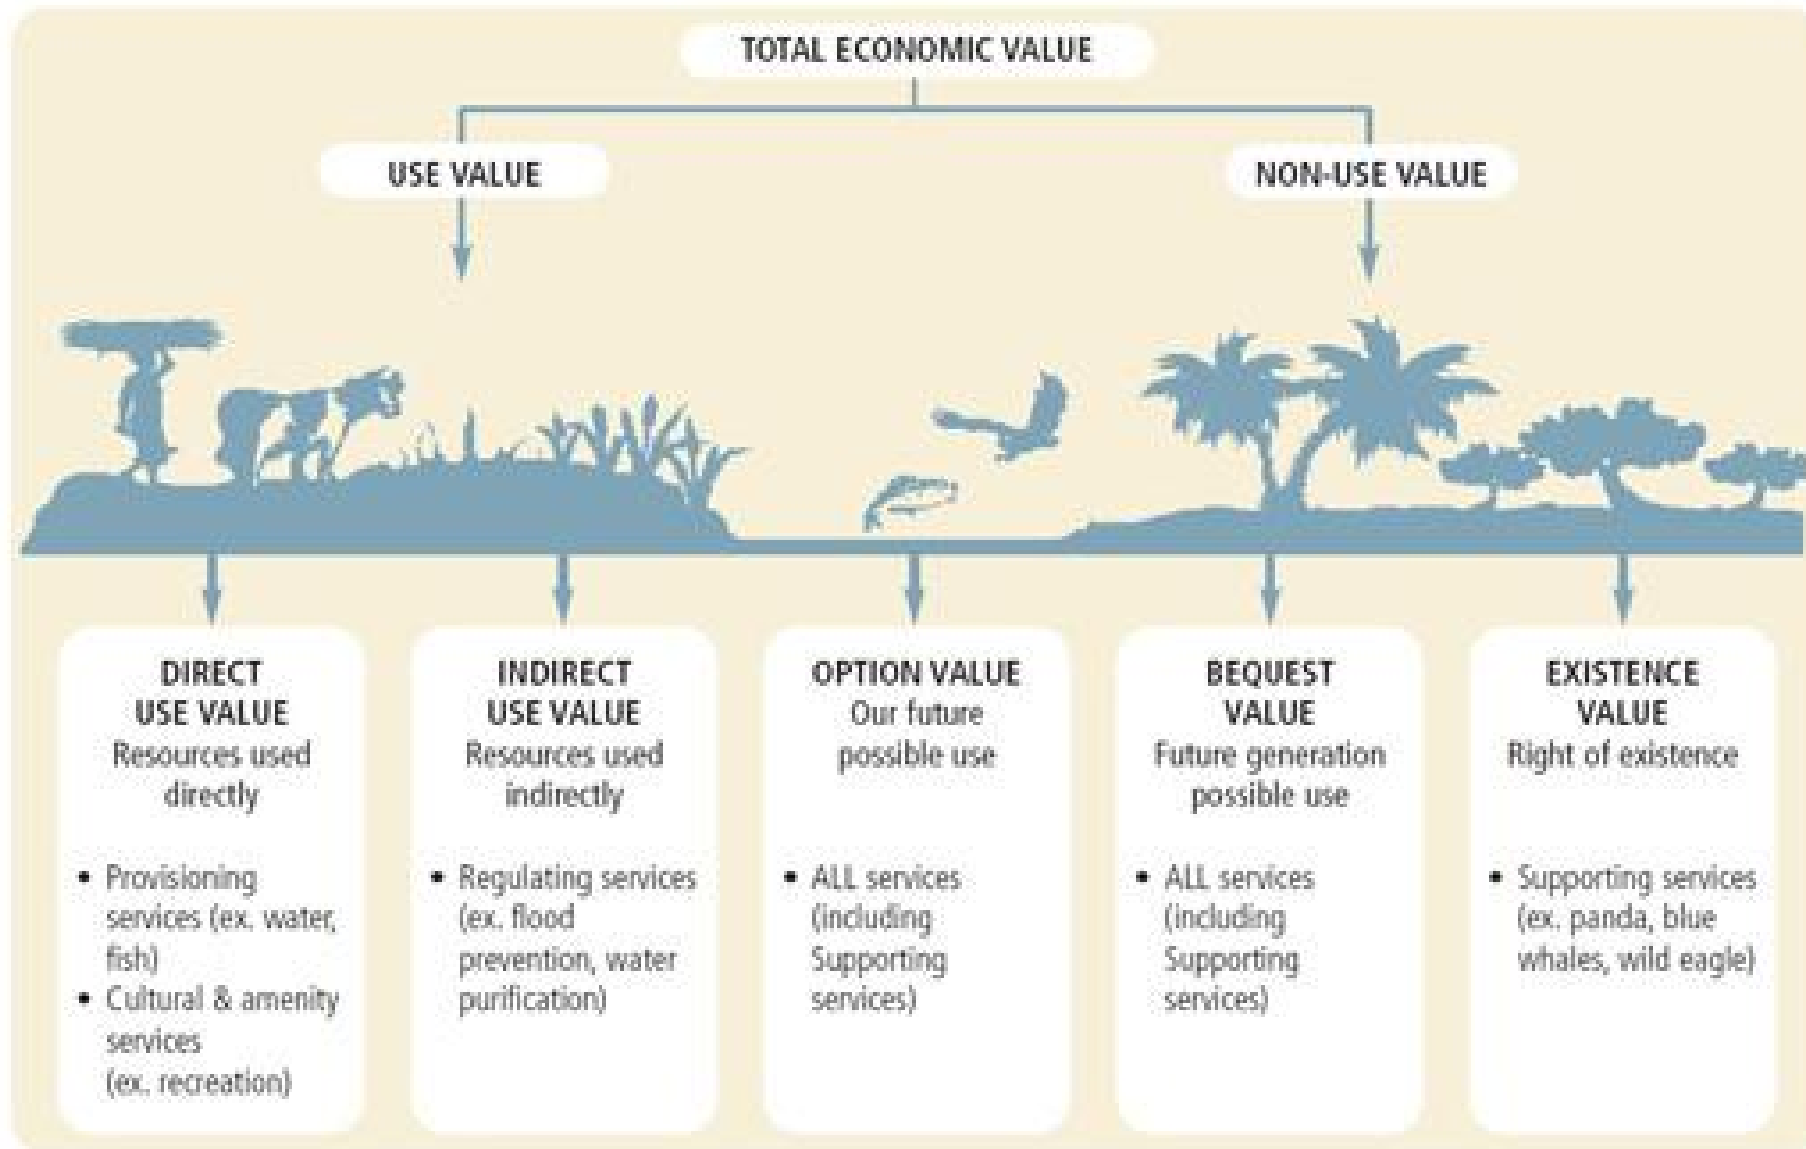 TOTAL ECONOMIC VALUE
USE VALUE
NON-USE VALUE
DIRECT
USE VALUE
Resources used
directly
• Provisioning
services (ex. water,
fish)
• Cultural & amenity
services
(ex. recreation)
INDIRECT
USE VALUE
Resources used
indirectly
• Regulating services
(ex. flood
prevention, water
purification)
OPTION VALUE
Our future
possible use
• ALL services
(including
Supporting
services)
BEQUEST
VALUE
Future generation
possible use
• ALL services
(including
Supporting
services)
EXISTENCE
VALUE
Right of existence
• Supporting services
(ex. panda, blue
whales, wild eagle)